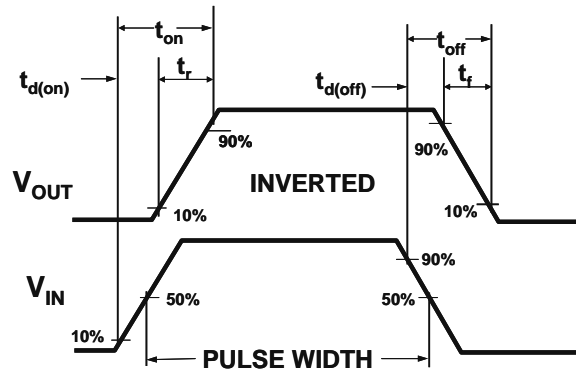 t_on t_off
t_d(on) t_r t_d(off) t_f
90% 90%
V_OUT INVERTED
10% 10%
90%
V_IN 50% 50%
10%
PULSE WIDTH